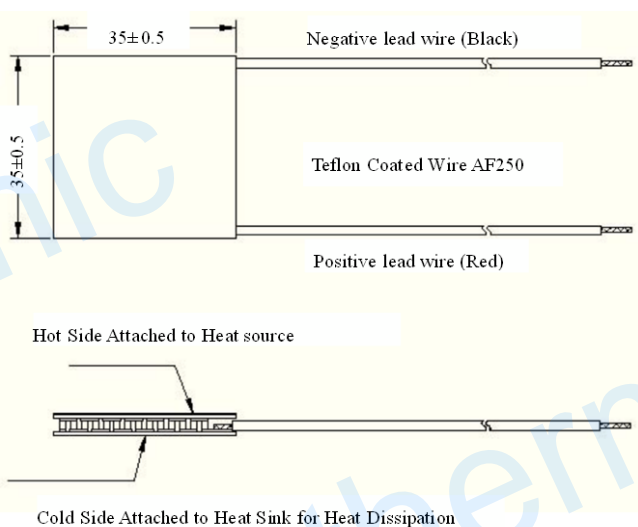 35±0.5
Negative lead wire (Black)
35±0.5
Teflon Coated Wire AF250
Positive lead wire (Red)
Hot Side Attached to Heat source
Cold Side Attached to Heat Sink for Heat Dissipation